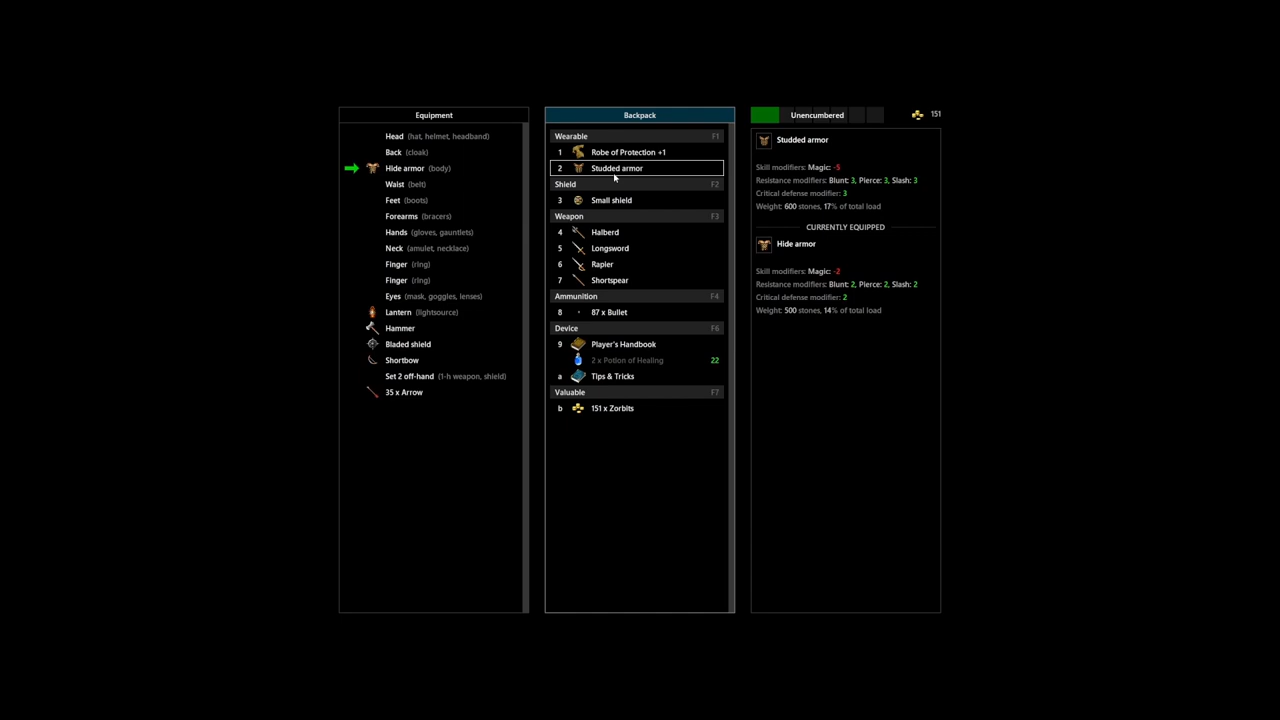 Equipment
Head (hat, helmet, headband)
Back (cloak)
Hide armor (body)
Waist (belt)
Feet (boots)
Forearms (bracers)
Hands (gloves, gauntlets)
Neck (amulet, necklace)
Finger (ring)
Finger (ring)
Eyes (mask, goggles, lenses)
Lantern (lightsource)
Hammer
Bladed shield
Shortbow
Set 2 off-hand (1-h weapon, shield)
35 x Arrow
Backpack
Wearable F1
1 Robe of Protection +1
2 Studded armor
Shield F2
3 Small shield
Weapon F3
4 Halberd
5 Longsword
6 Rapier
7 Shortspear
Ammunition F4
8 87 x Bullet
Device F6
9 Player's Handbook
2 x Potion of Healing 22
a Tips & Tricks
Valuable F7
b 151 x Zorbits
Unencumbered 151
Studded armor
Skill modifiers: Magic: -5
Resistance modifiers: Blunt: 3, Pierce: 3, Slash: 3
Critical defense modifier: 3
Weight: 600 stones, 17% of total load
CURRENTLY EQUIPPED
Hide armor
Skill modifiers: Magic: -2
Resistance modifiers: Blunt: 2, Pierce: 2, Slash: 2
Critical defense modifier: 2
Weight: 500 stones, 14% of total load